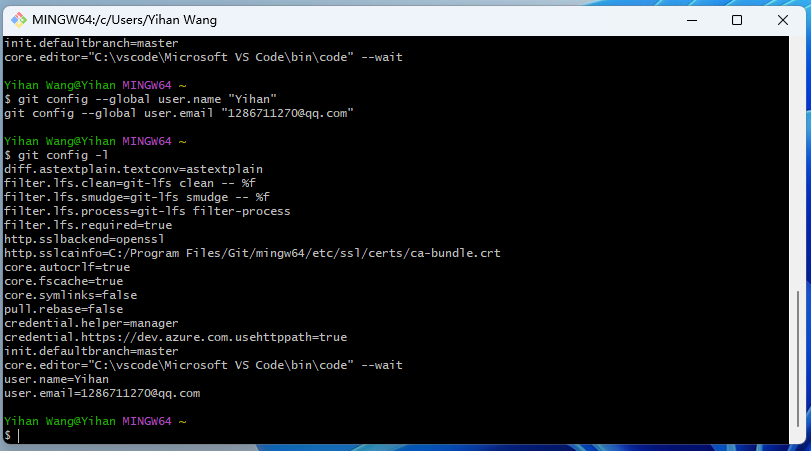 MINGW64:/c/Users/Yihan Wang
init.defaultbranch=master
core.editor="C:\vscode\Microsoft VS Code\bin\code" --wait
Yihan Wang@Yihan MINGW64 ~
$ git config --global user.name "Yihan"
git config --global user.email "1286711270@qq.com"
Yihan Wang@Yihan MINGW64 ~
$ git config -l
diff.astextplain.textconv=astextplain
filter.lfs.clean=git-lfs clean -- %f
filter.lfs.smudge=git-lfs smudge -- %f
filter.lfs.process=git-lfs filter-process
filter.lfs.required=true
http.sslbackend=openssl
http.sslcainfo=C:/Program Files/Git/mingw64/etc/ssl/certs/ca-bundle.crt
core.autocrlf=true
core.fscache=true
core.symlinks=false
pull.rebase=false
credential.helper=manager
credential.https://dev.azure.com.usehttppath=true
init.defaultbranch=master
core.editor="C:\vscode\Microsoft VS Code\bin\code" --wait
user.name=Yihan
user.email=1286711270@qq.com
Yihan Wang@Yihan MINGW64 ~
$